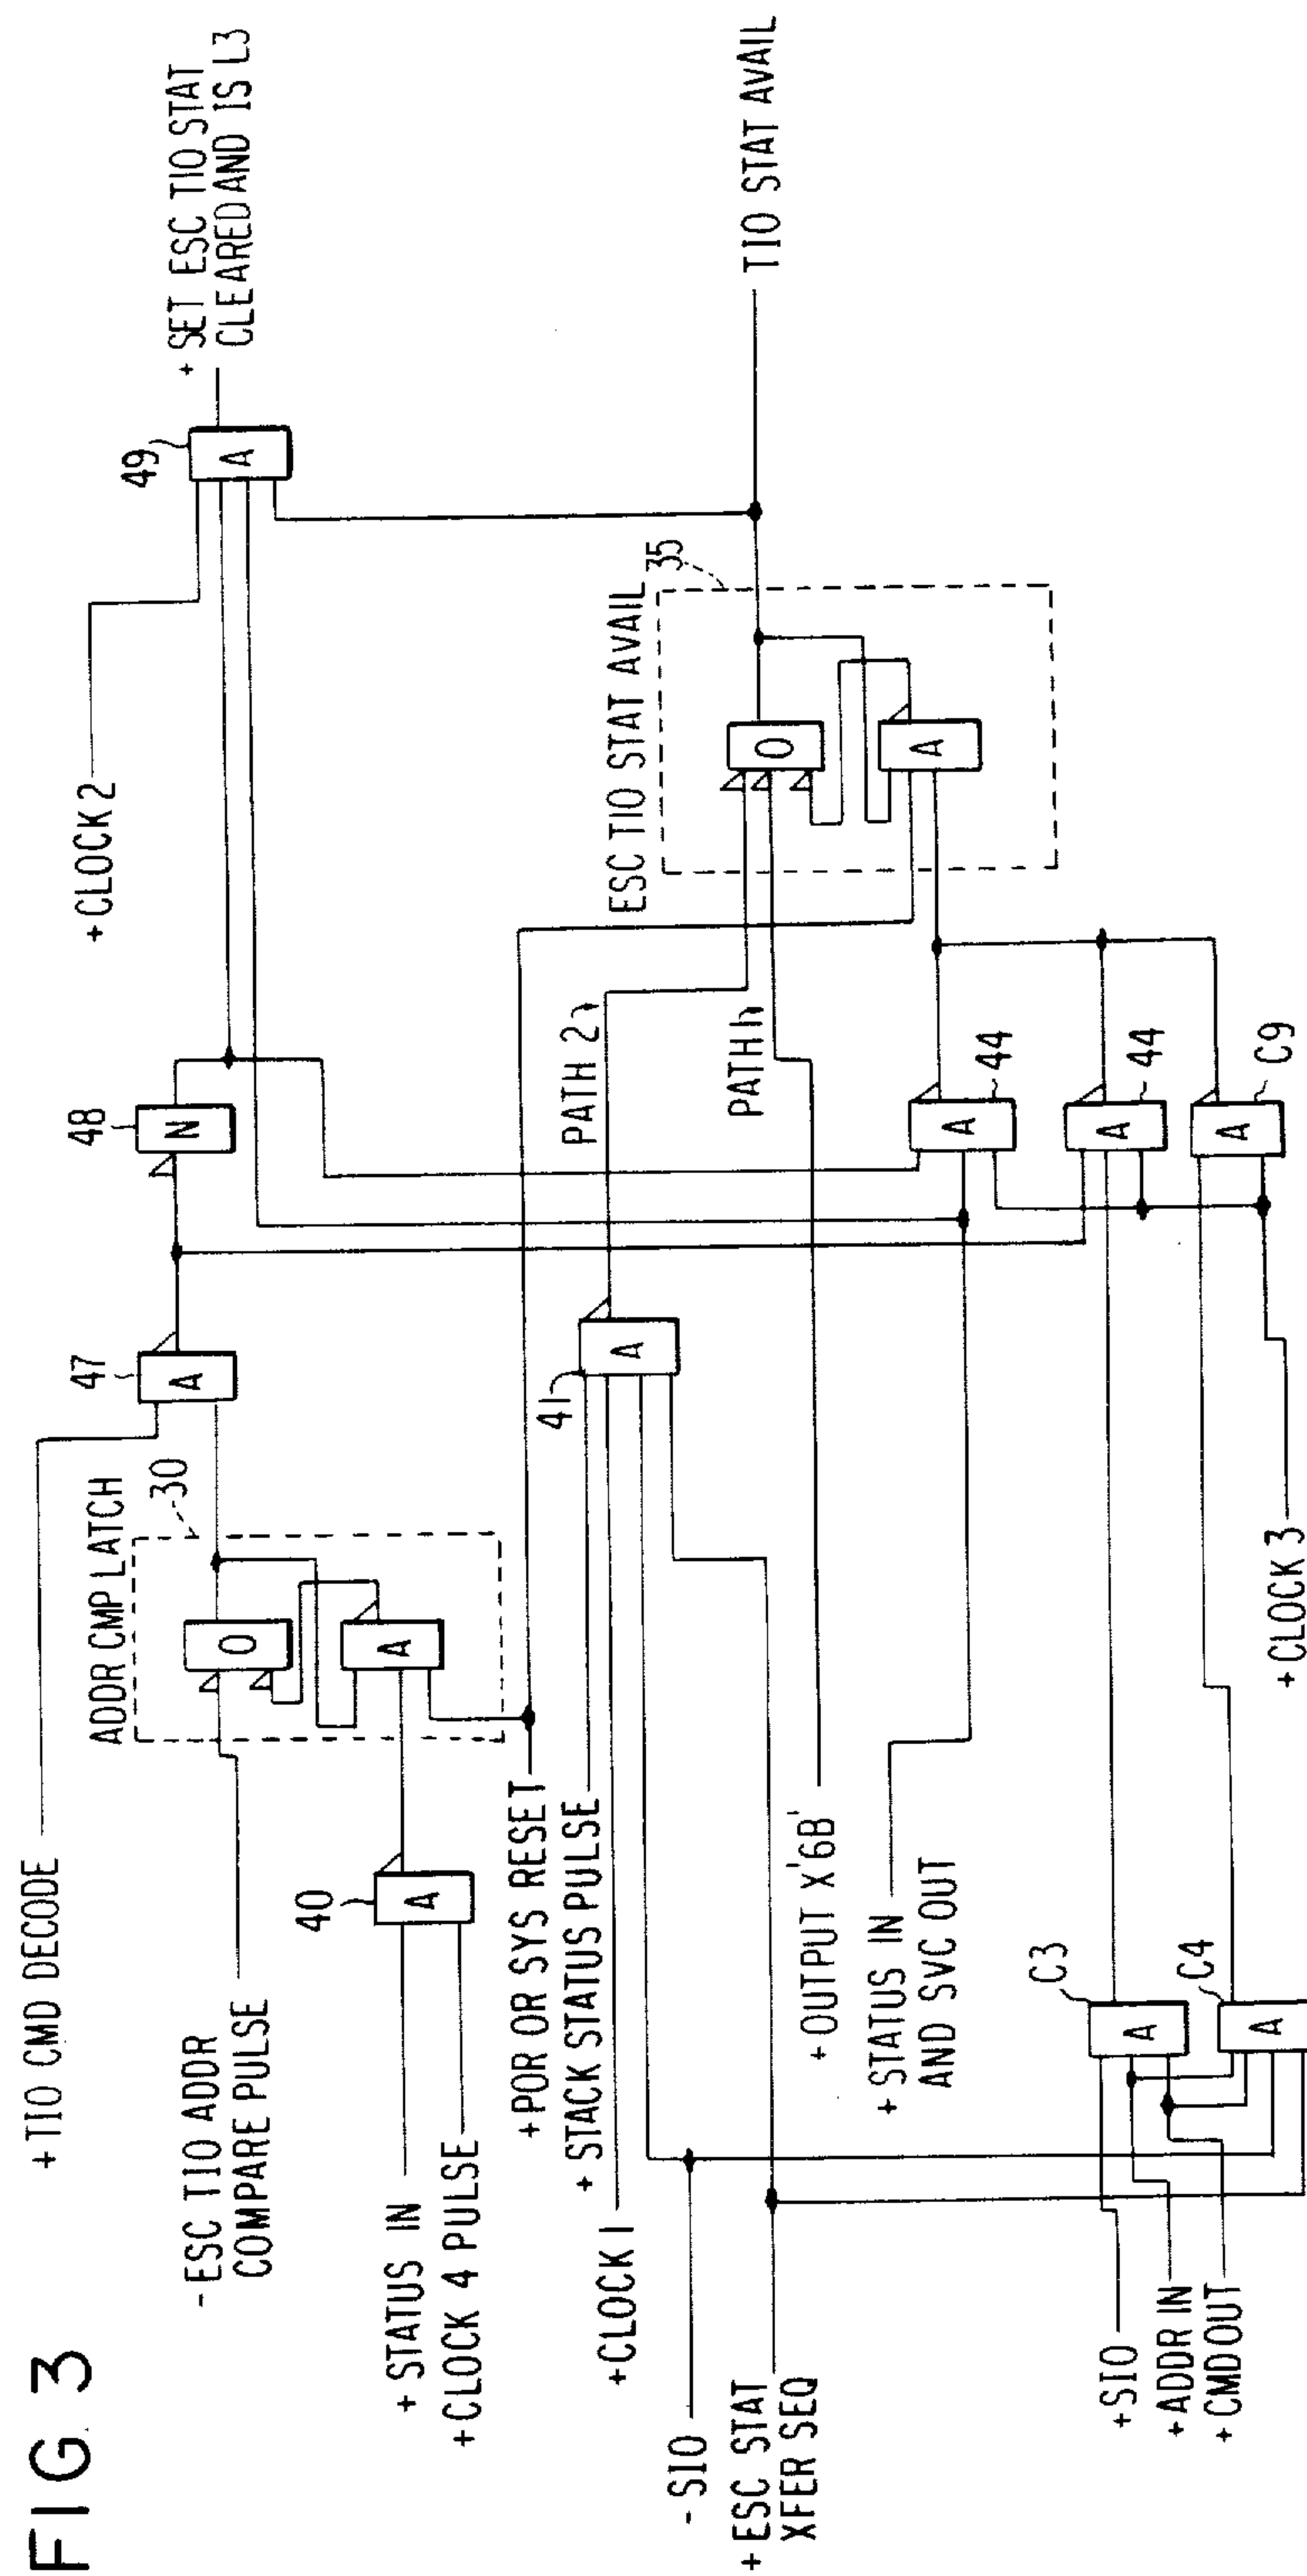 FIG 3
+ TIO CMD DECODE
- ESC TIO ADDR
COMPARE PULSE
+ STATUS IN
+ CLOCK 4 PULSE
+ POR OR SYS RESET
+ STACK STATUS PULSE
+ CLOCK 1
- SIO
+ ESC STAT
XFER SEQ
+ OUTPUT X'6B'
+ STATUS IN
AND SVC OUT
+ SIO
+ ADDR IN
+ CMD OUT
+ CLOCK 3
ADDR CMP LATCH
30
O
A
40
A
47
A
48
N
41
A
PATH 2
PATH 1
C3
A
C4
A
A
44
A
44
A
C9
+ CLOCK 2
ESC TIO STAT AVAIL
35
O
A
49
A
+ SET ESC TIO STAT
CLEARED AND IS L3
TIO STAT AVAIL